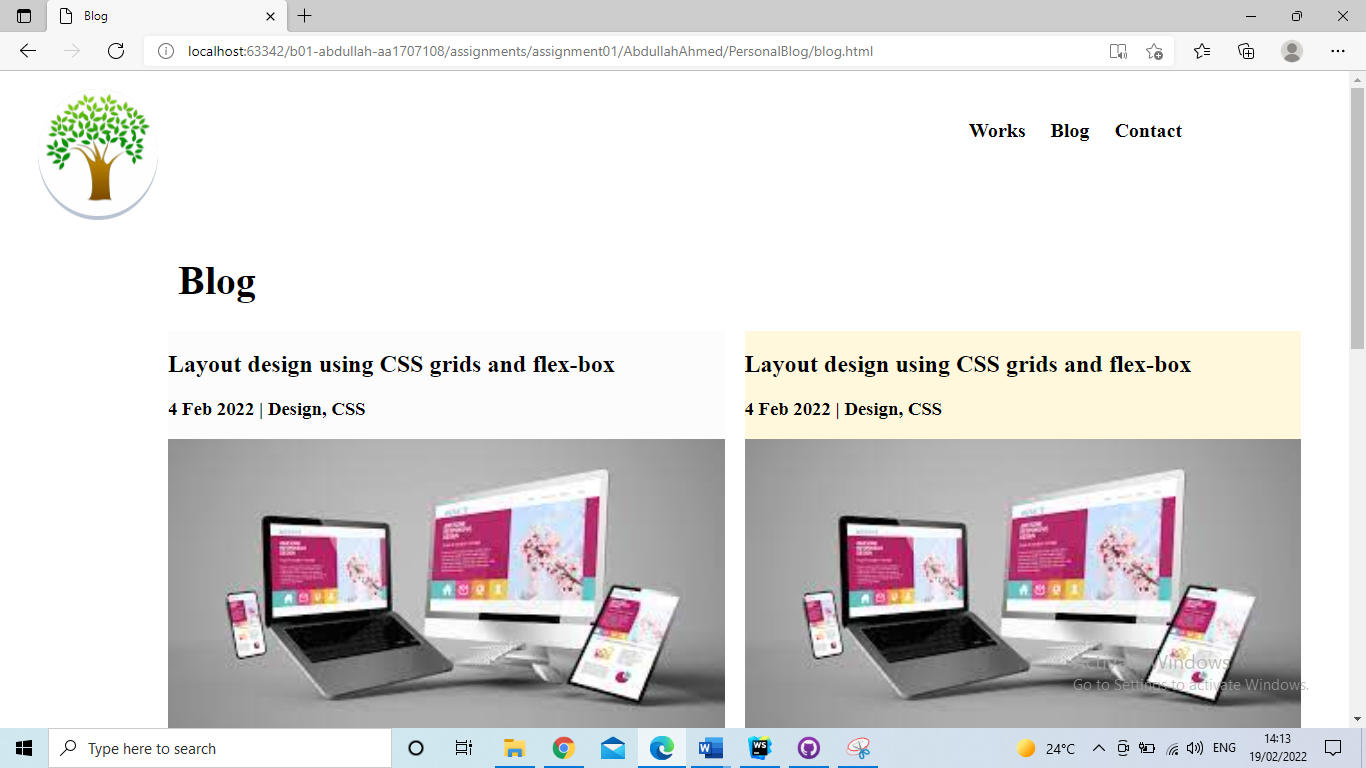 Blog
localhost:63342/b01-abdullah-aa1707108/assignments/assignment01/AbdullahAhmed/PersonalBlog/blog.html
Works Blog Contact
Blog
Layout design using CSS grids and flex-box
4 Feb 2022 | Design, CSS
Layout design using CSS grids and flex-box
4 Feb 2022 | Design, CSS
Activate Windows
Go to Settings to activate Windows.
Type here to search
24°C
ENG
14:13
19/02/2022